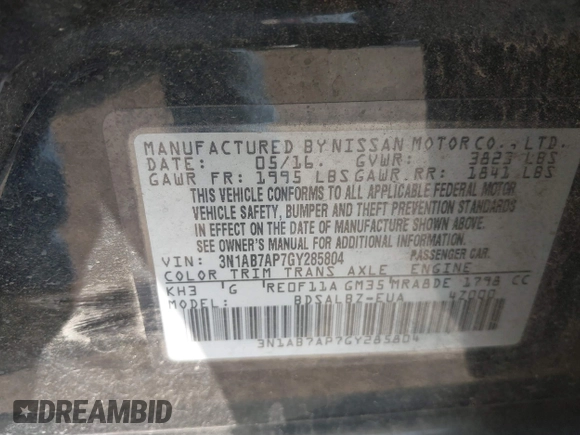 MANUFACTURED BY NISSAN MOTOR CO., LTD.
DATE: 05/16. GVWR: 3823 LBS
GAWR FR: 1995 LBS GAWR. RR: 1841 LBS
THIS VEHICLE CONFORMS TO ALL APPLICABLE FEDERAL MOTOR
VEHICLE SAFETY, BUMPER AND THEFT PREVENTION STANDARDS
IN EFFECT ON THE DATE OF MANUFACTURE SHOWN ABOVE.
SEE OWNER'S MANUAL FOR ADDITIONAL INFORMATION.
VIN: 3N1AB7AP7GY285804 PASSENGER CAR.
COLOR TRIM TRANS AXLE ENGINE
KH3 G RE0F11A GM35 MRA8DE 1798 CC
MODEL: BDSALBZ-EUA 4Z000
3N1AB7AP7GY285804
DREAMBID